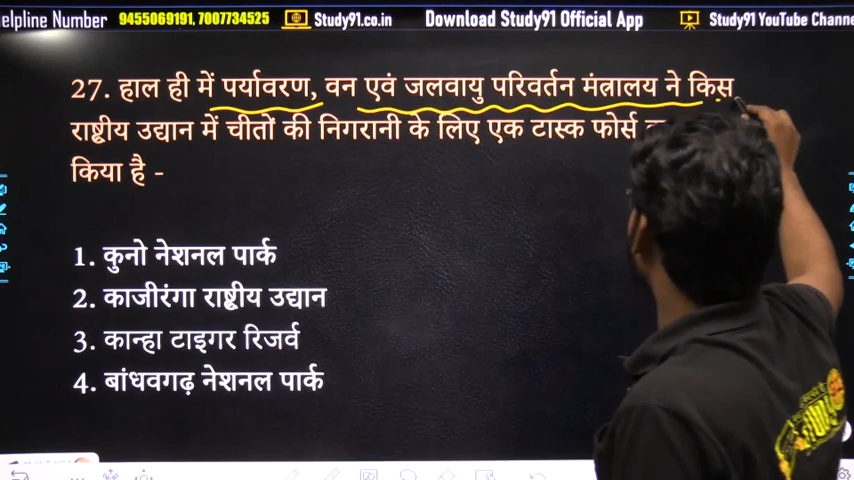 elpline Number 9455069191, 7007734525 Study91.co.in Download Study91 Official App Study91 YouTube Channe
27. हाल ही में पर्यावरण, वन एवं जलवायु परिवर्तन मंत्रालय ने किस
राष्ट्रीय उद्यान में चीतों की निगरानी के लिए एक टास्क फोर्स
किया है -
1. कुनो नेशनल पार्क
2. काजीरंगा राष्ट्रीय उद्यान
3. कान्हा टाइगर रिजर्व
4. बांधवगढ़ नेशनल पार्क